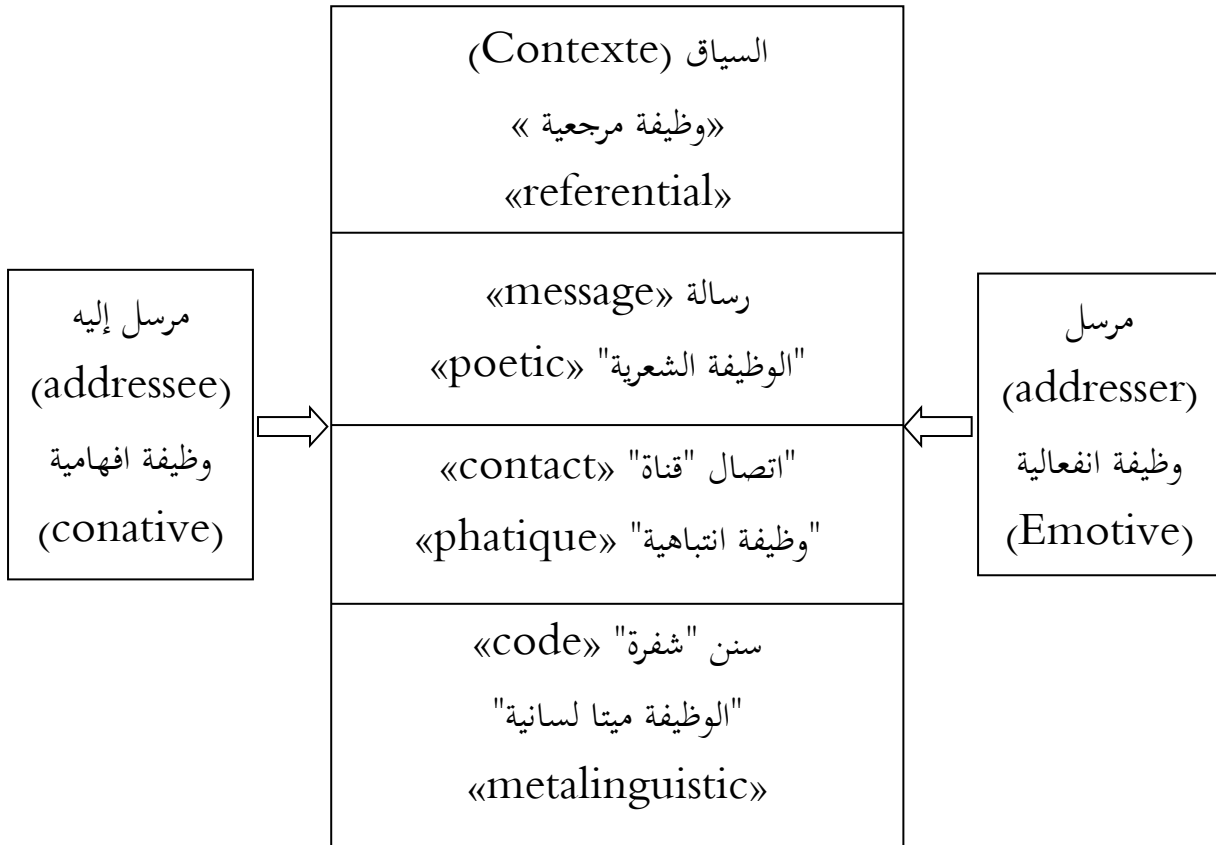 السياق (Contexte)
«وظيفة مرجعية »
«referential»
رسالة «message»
"الوظيفة الشعرية" «poetic»
"اتصال "قناة" «contact»
"وظيفة انتباهية" «phatique»
سنن "شفرة" «code»
"الوظيفة ميتا لسانية"
«metalinguistic»
مرسل
(addresser)
وظيفة انفعالية
(Emotive)
مرسل إليه
(addressee)
وظيفة افهامية
(conative)